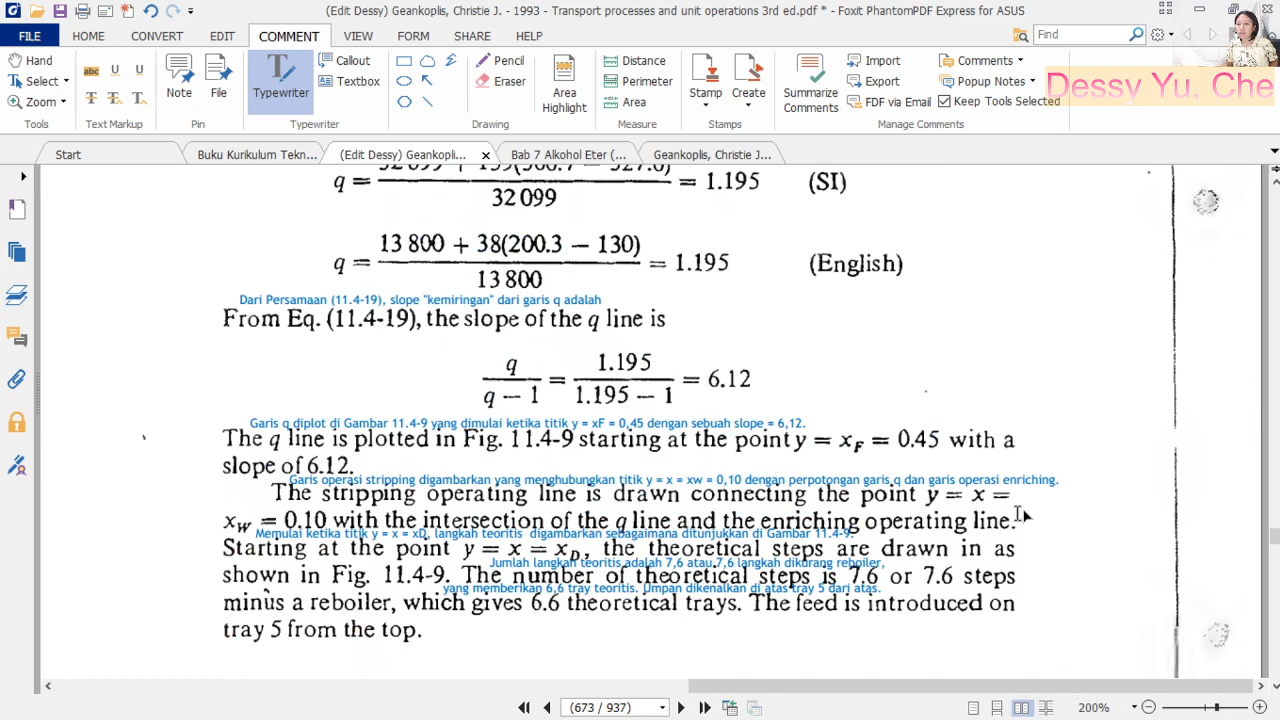 (Edit Dessy) Geankoplis, Christie J. - 1993 - Transport processes and unit operations 3rd ed.pdf * - Foxit PhantomPDF Express for ASUS
FILE HOME CONVERT EDIT COMMENT VIEW FORM SHARE HELP Find
Hand Select Zoom Tools
abc U U T T T Text Markup
Note File Pin
Typewriter Callout Textbox Typewriter
Pencil Eraser Drawing
Area Highlight Distance Perimeter Area Measure
Stamp Create Stamps
Summarize Comments Import Export FDF via Email Comments Popup Notes Keep Tools Selected Manage Comments
Dessy Yu, Che
Start Buku Kurikulum Tekn... (Edit Dessy) Geankopli... Bab 7 Alkohol Eter (... Geankoplis, Christie J...
q = / 32 099 = 1.195 (SI)
q = 13 800 + 38(200.3 − 130) / 13 800 = 1.195 (English)
Dari Persamaan (11.4-19), slope "kemiringan" dari garis q adalah
From Eq. (11.4-19), the slope of the q line is
q / q − 1 = 1.195 / 1.195 − 1 = 6.12
Garis q diplot di Gambar 11.4-9 yang dimulai ketika titik y = xF = 0,45 dengan sebuah slope = 6,12.
The q line is plotted in Fig. 11.4-9 starting at the point y = xF = 0.45 with a
slope of 6.12.
Garis operasi stripping digambarkan yang menghubungkan titik y = x = xw = 0,10 dengan perpotongan garis q dan garis operasi enriching.
The stripping operating line is drawn connecting the point y = x =
xW = 0.10 with the intersection of the q line and the enriching operating line.
Memulai ketika titik y = x = xD, langkah teoritis digambarkan sebagaimana ditunjukkan di Gambar 11.4-9.
Starting at the point y = x = xD, the theoretical steps are drawn in as
Jumlah langkah teoritis adalah 7,6 atau 7,6 langkah dikurang reboiler,
shown in Fig. 11.4-9. The number of theoretical steps is 7.6 or 7.6 steps
yang memberikan 6,6 tray teoritis. Umpan dikenalkan di atas tray 5 dari atas.
minus a reboiler, which gives 6.6 theoretical trays. The feed is introduced on
tray 5 from the top.
(673 / 937) 200%